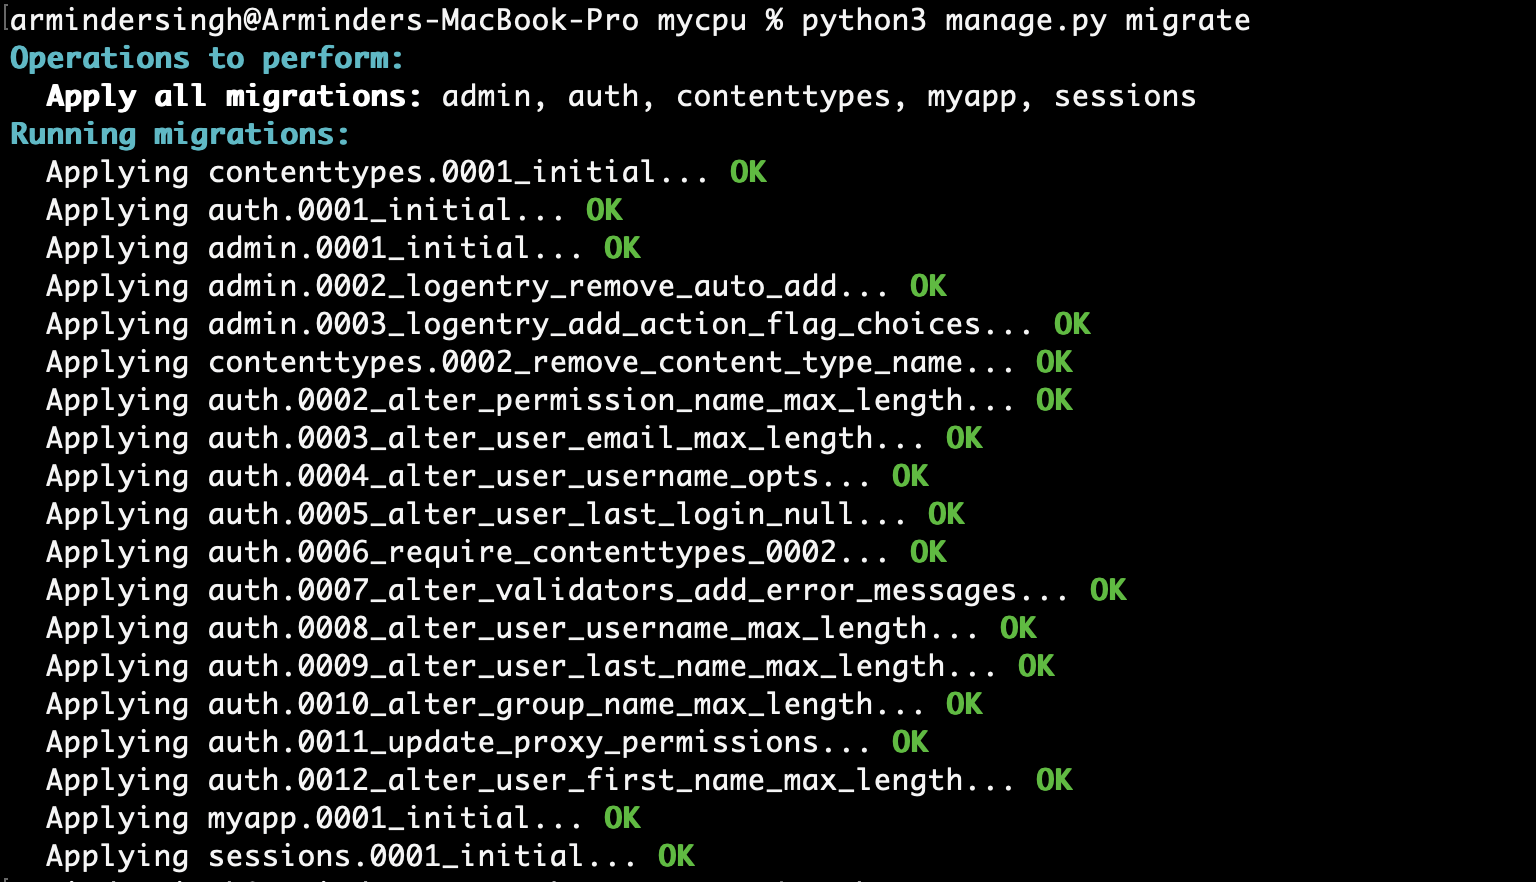 armindersingh@Arminders-MacBook-Pro mycpu % python3 manage.py migrate
Operations to perform:
Apply all migrations: admin, auth, contenttypes, myapp, sessions
Running migrations:
Applying contenttypes.0001_initial... OK
Applying auth.0001_initial... OK
Applying admin.0001_initial... OK
Applying admin.0002_logentry_remove_auto_add... OK
Applying admin.0003_logentry_add_action_flag_choices... OK
Applying contenttypes.0002_remove_content_type_name... OK
Applying auth.0002_alter_permission_name_max_length... OK
Applying auth.0003_alter_user_email_max_length... OK
Applying auth.0004_alter_user_username_opts... OK
Applying auth.0005_alter_user_last_login_null... OK
Applying auth.0006_require_contenttypes_0002... OK
Applying auth.0007_alter_validators_add_error_messages... OK
Applying auth.0008_alter_user_username_max_length... OK
Applying auth.0009_alter_user_last_name_max_length... OK
Applying auth.0010_alter_group_name_max_length... OK
Applying auth.0011_update_proxy_permissions... OK
Applying auth.0012_alter_user_first_name_max_length... OK
Applying myapp.0001_initial... OK
Applying sessions.0001_initial... OK